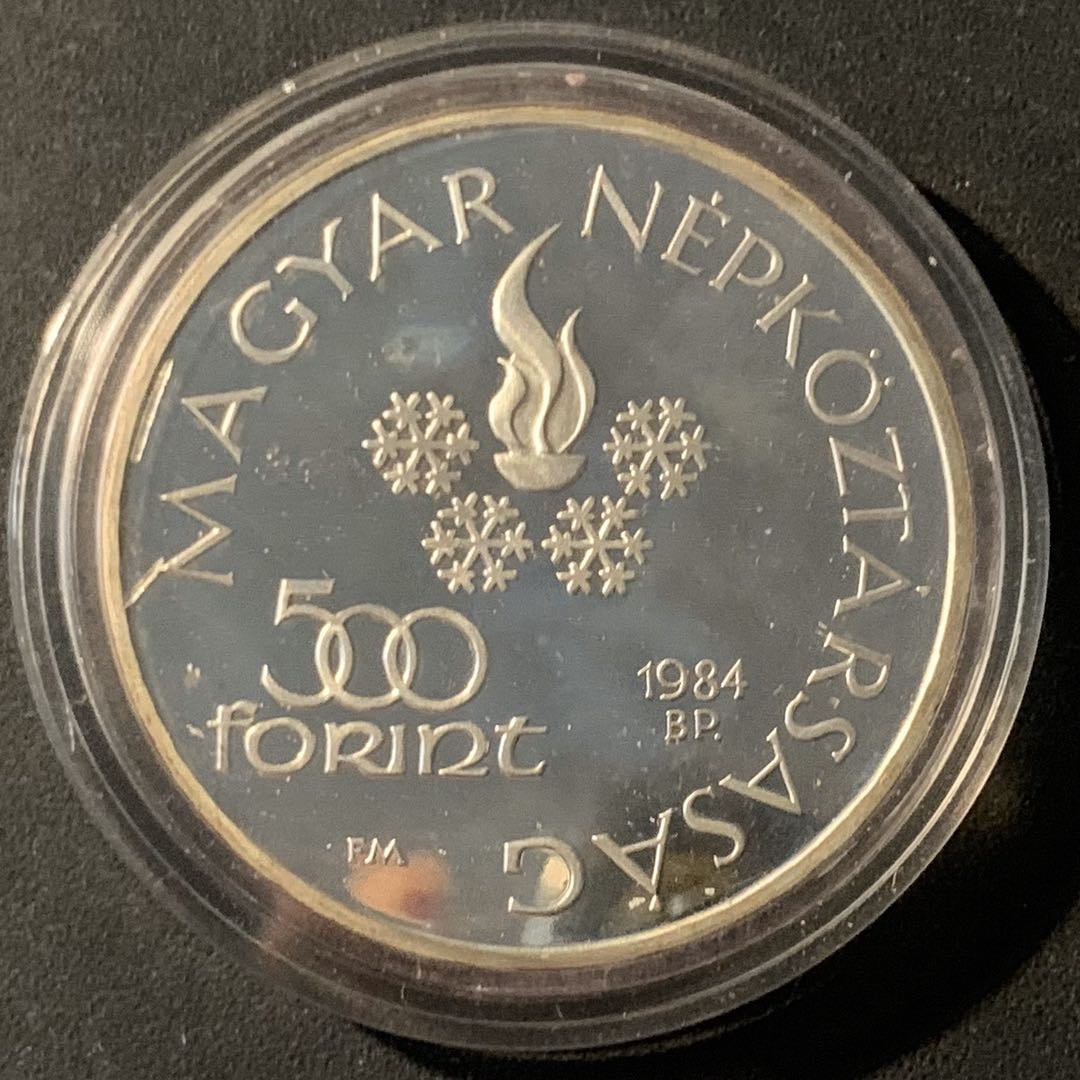 MAGYAR NÉPKÖZTÁRSASÁG
500
FORINT
1984
BP.
FM